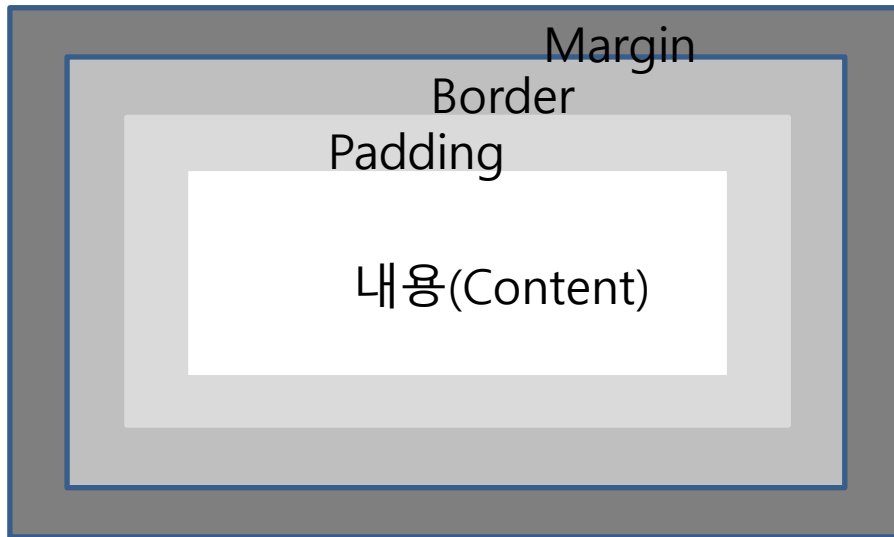 Margin
Border
Padding
내용(Content)